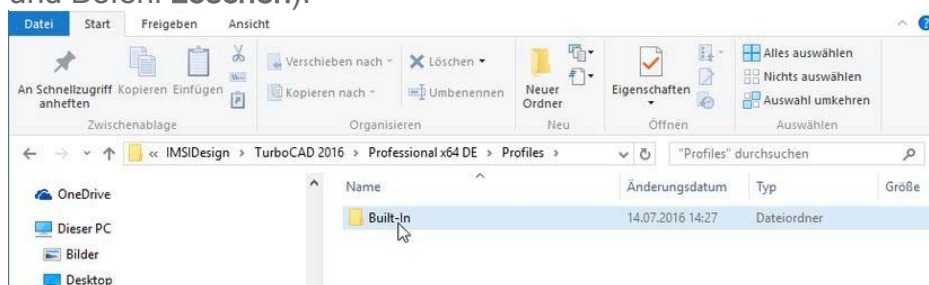 und Befehl Löschen).
Datei Start Freigeben Ansicht
An Schnellzugriff anheften Kopieren Einfügen
Verschieben nach Löschen
Kopieren nach Umbenennen
Neuer Ordner
Eigenschaften
Alles auswählen
Nichts auswählen
Auswahl umkehren
Zwischenablage Organisieren Neu Öffnen Auswählen
« IMSIDesign > TurboCAD 2016 > Professional x64 DE > Profiles > "Profiles" durchsuchen
Name Änderungsdatum Typ Größe
OneDrive
Built-In 14.07.2016 14:27 Dateiordner
Dieser PC
Bilder
Desktop